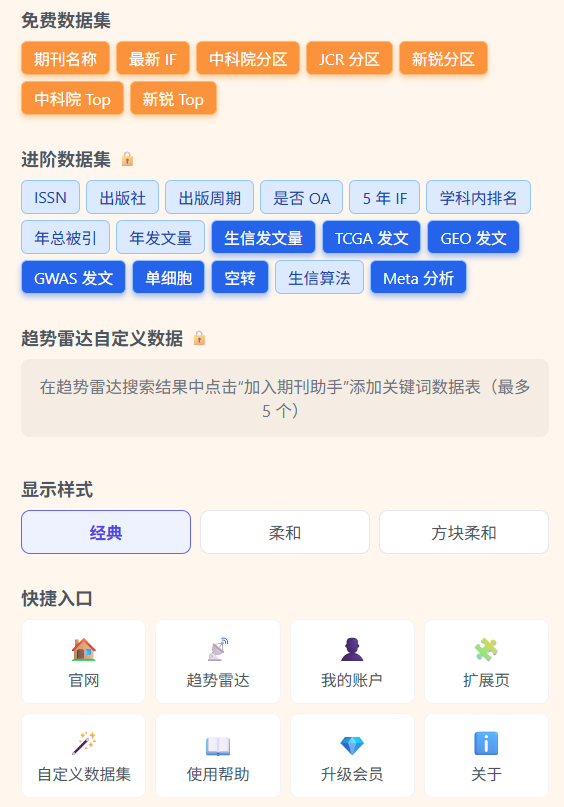 免费数据集
期刊名称 最新 IF 中科院分区 JCR 分区 新锐分区
中科院 Top 新锐 Top
进阶数据集
ISSN 出版社 出版周期 是否 OA 5 年 IF 学科内排名
年总被引 年发文量 生信发文量 TCGA 发文 GEO 发文
GWAS 发文 单细胞 空转 生信算法 Meta 分析
趋势雷达自定义数据
在趋势雷达搜索结果中点击“加入期刊助手”添加关键词数据表（最多
5 个）
显示样式
经典 柔和 方块柔和
快捷入口
官网 趋势雷达 我的账户 扩展页
自定义数据集 使用帮助 升级会员 关于